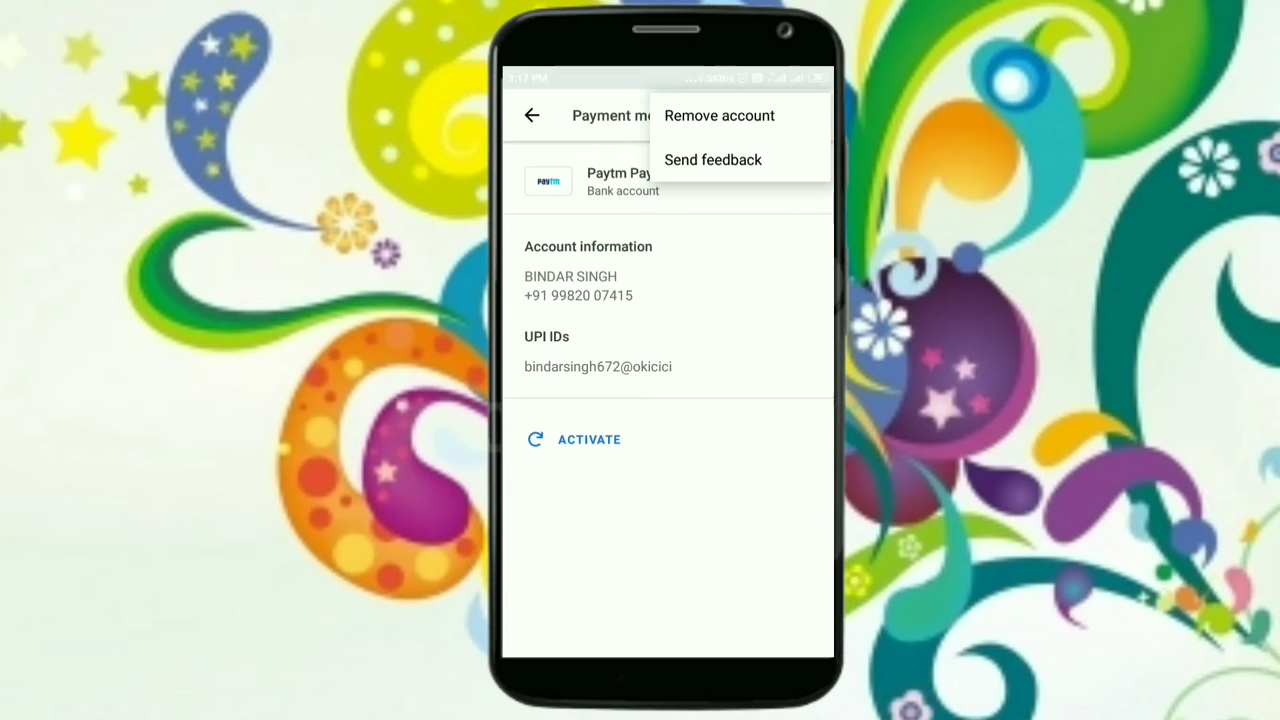 3:17 PM
Payment me
Remove account
Send feedback
paytm
Paytm Pay
Bank account
Account information
BINDAR SINGH
+91 99820 07415
UPI IDs
bindarsingh672@okicici
ACTIVATE